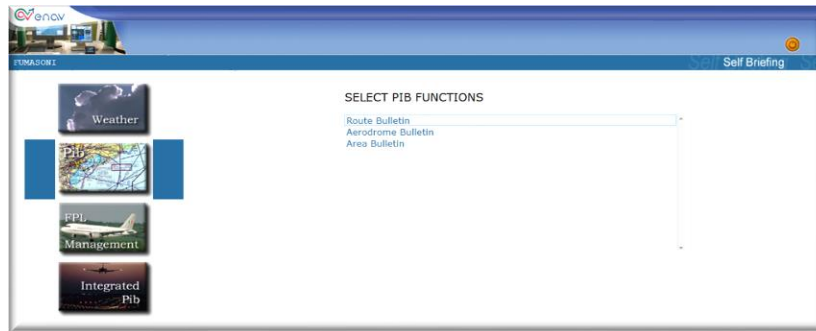 enav
FUMASONI
Self Briefing
Weather
Pib
FPL
Management
Integrated
Pib
SELECT PIB FUNCTIONS
Route Bulletin
Aerodrome Bulletin
Area Bulletin